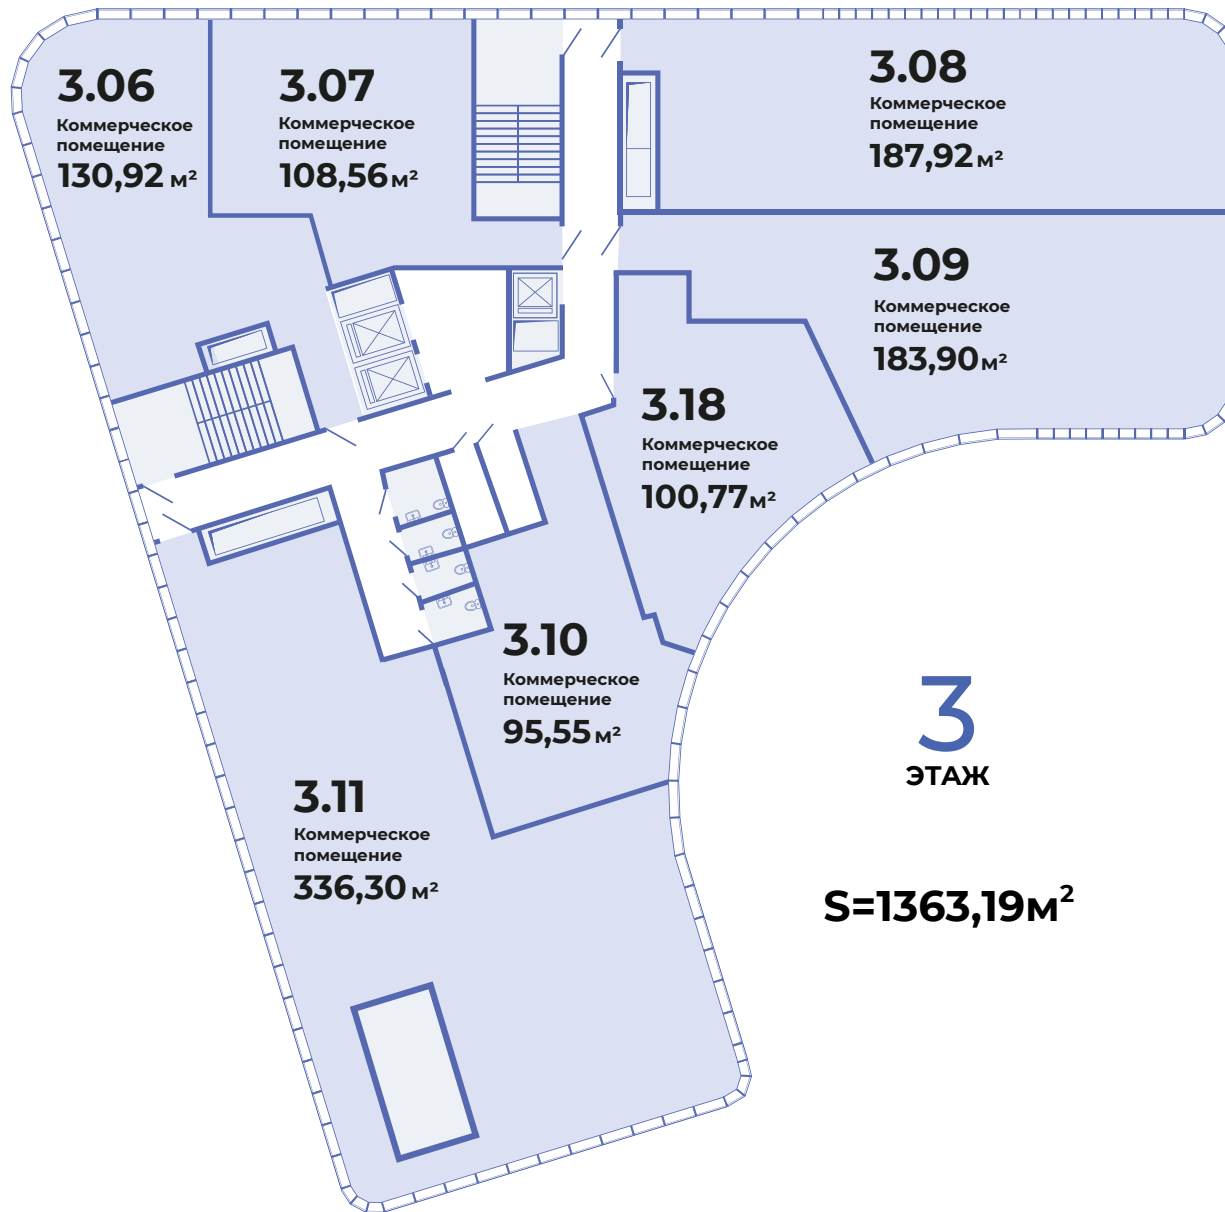 3.06
Коммерческое
помещение
130,92 м²
3.07
Коммерческое
помещение
108,56 м²
3.08
Коммерческое
помещение
187,92 м²
3.09
Коммерческое
помещение
183,90 м²
3.18
Коммерческое
помещение
100,77 м²
3.10
Коммерческое
помещение
95,55 м²
3.11
Коммерческое
помещение
336,30 м²
3
ЭТАЖ
S=1363,19м²